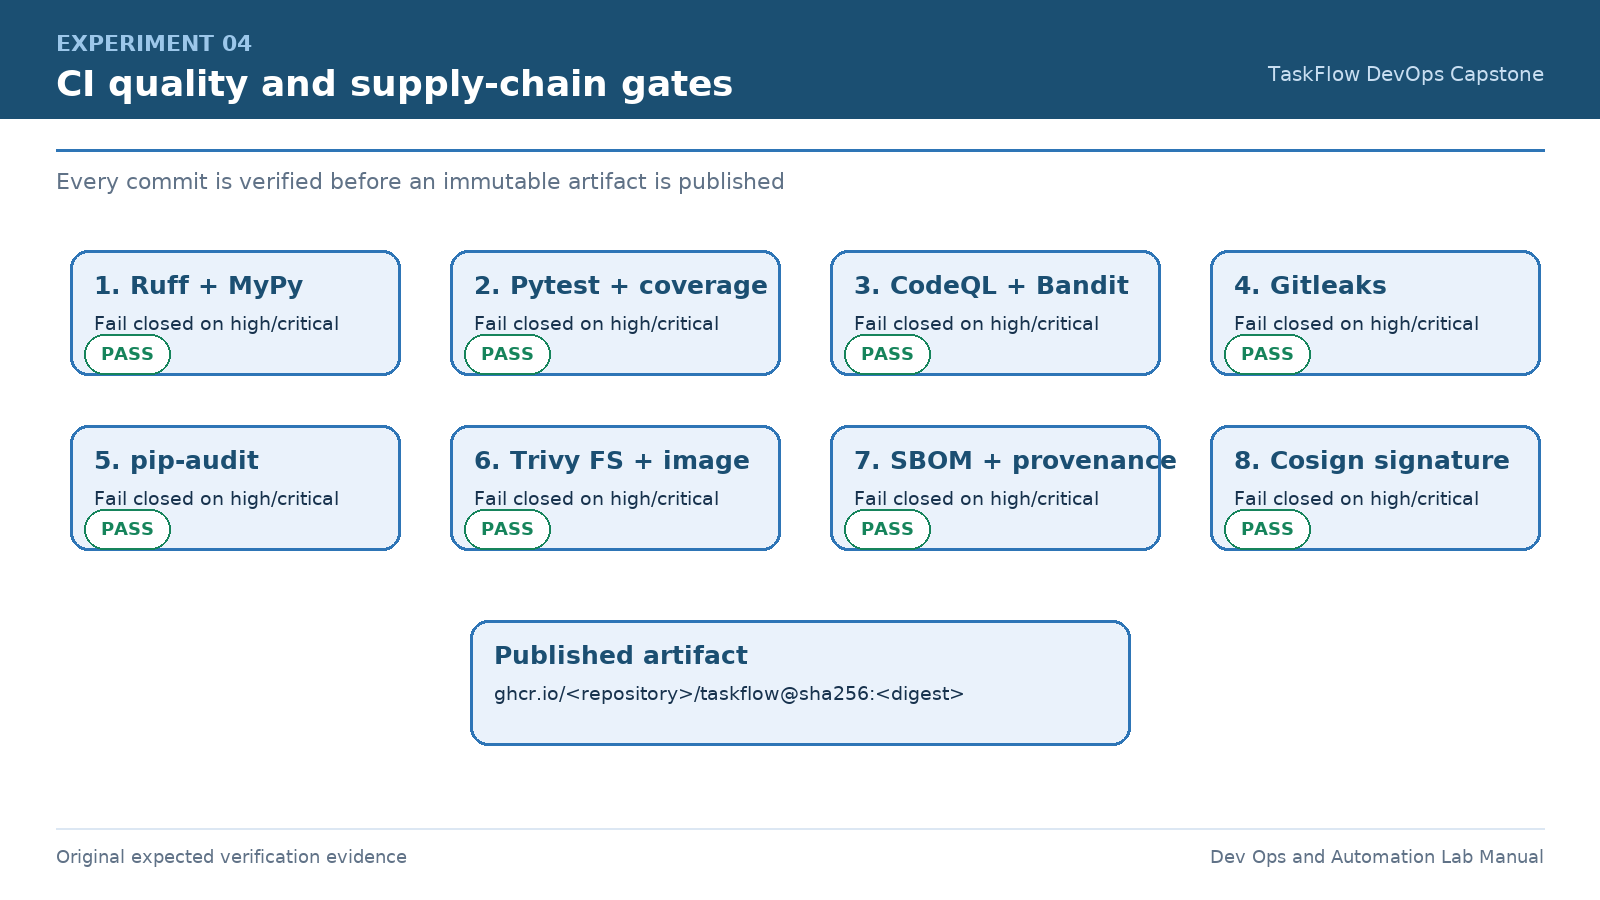 EXPERIMENT 04
CI quality and supply-chain gates
TaskFlow DevOps Capstone
Every commit is verified before an immutable artifact is published
1. Ruff + MyPy
Fail closed on high/critical
PASS
2. Pytest + coverage
Fail closed on high/critical
PASS
3. CodeQL + Bandit
Fail closed on high/critical
PASS
4. Gitleaks
Fail closed on high/critical
PASS
5. pip-audit
Fail closed on high/critical
PASS
6. Trivy FS + image
Fail closed on high/critical
PASS
7. SBOM + provenance
Fail closed on high/critical
PASS
8. Cosign signature
Fail closed on high/critical
PASS
Published artifact
ghcr.io/<repository>/taskflow@sha256:<digest>
Original expected verification evidence
Dev Ops and Automation Lab Manual